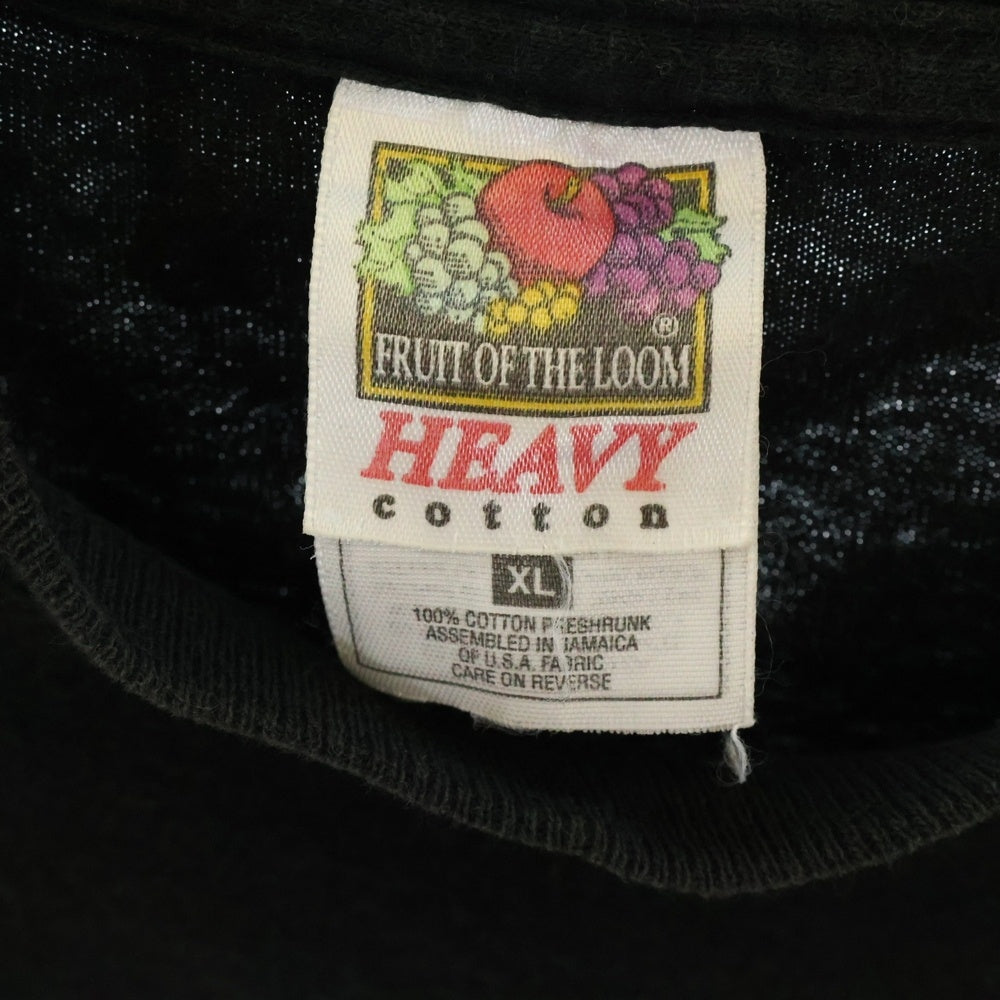 ®
FRUIT OF THE LOOM
HEAVY
cotton
XL
100% COTTON PRESHRUNK
ASSEMBLED IN JAMAICA
OF U.S.A. FABRIC
CARE ON REVERSE